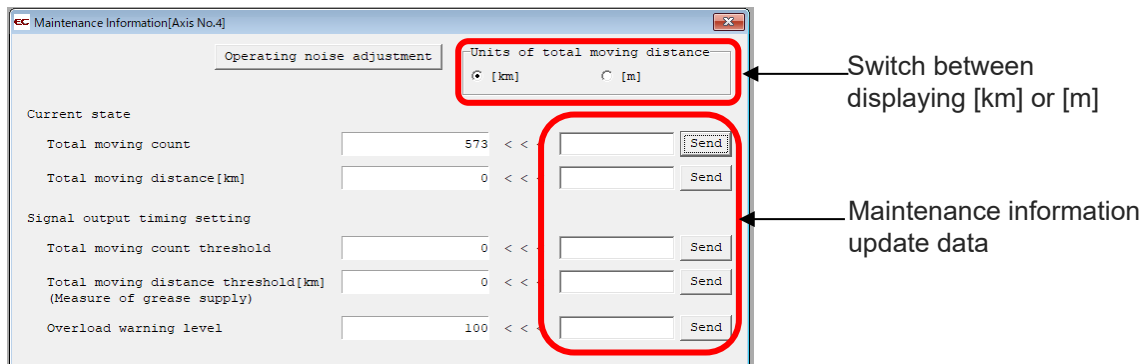 EC Maintenance Information[Axis No.4]
Operating noise adjustment
Units of total moving distance
[km] [m]
Switch between
displaying [km] or [m]
Current state
Total moving count 573 < < < Send
Total moving distance[km] 0 < < < Send
Signal output timing setting
Maintenance information
update data
Total moving count threshold 0 < < < Send
Total moving distance threshold[km] 0 < < < Send
(Measure of grease supply)
Overload warning level 100 < < < Send